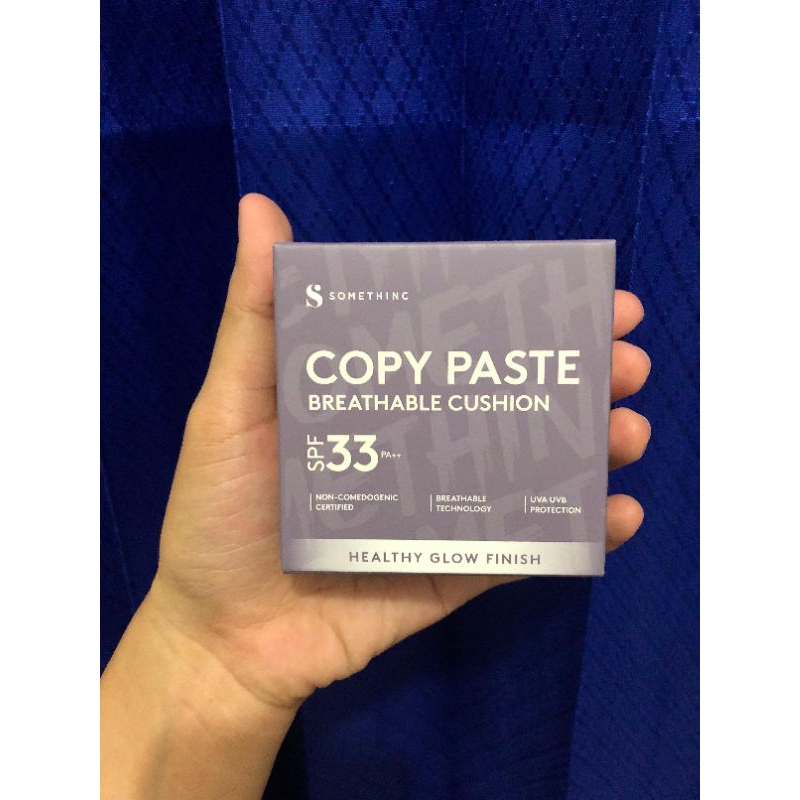 SOMETHINC
COPY PASTE
BREATHABLE CUSHION
SPF 33 PA++
NON-COMEDOGENIC
CERTIFIED
BREATHABLE
TECHNOLOGY
UVA UVB
PROTECTION
HEALTHY GLOW FINISH